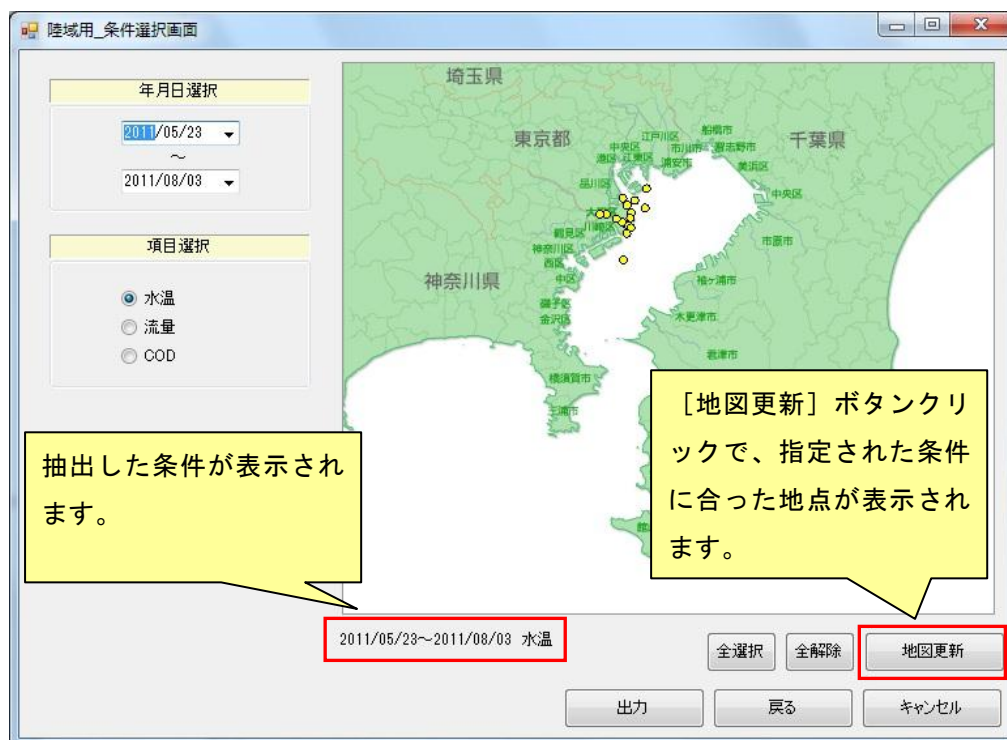 陸域用_条件選択画面
年月日選択
2011/05/23
～
2011/08/03
項目選択
水温
流量
COD
埼玉県
東京都
千葉県
神奈川県
江戸川区
船橋市
中央区
市川市
習志野市
港区
江東区
浦安市
美浜区
品川区
中央区
川崎区
鶴見区
神奈川区
西区
中区
市原市
袖ヶ浦市
磯子区
金沢区
木更津市
君津市
横須賀市
三浦市
館
抽出した条件が表示され
ます。
［地図更新］ボタンクリ
ックで、指定された条件
に合った地点が表示され
ます。
2011/05/23～2011/08/03 水温
全選択
全解除
地図更新
出力
戻る
キャンセル